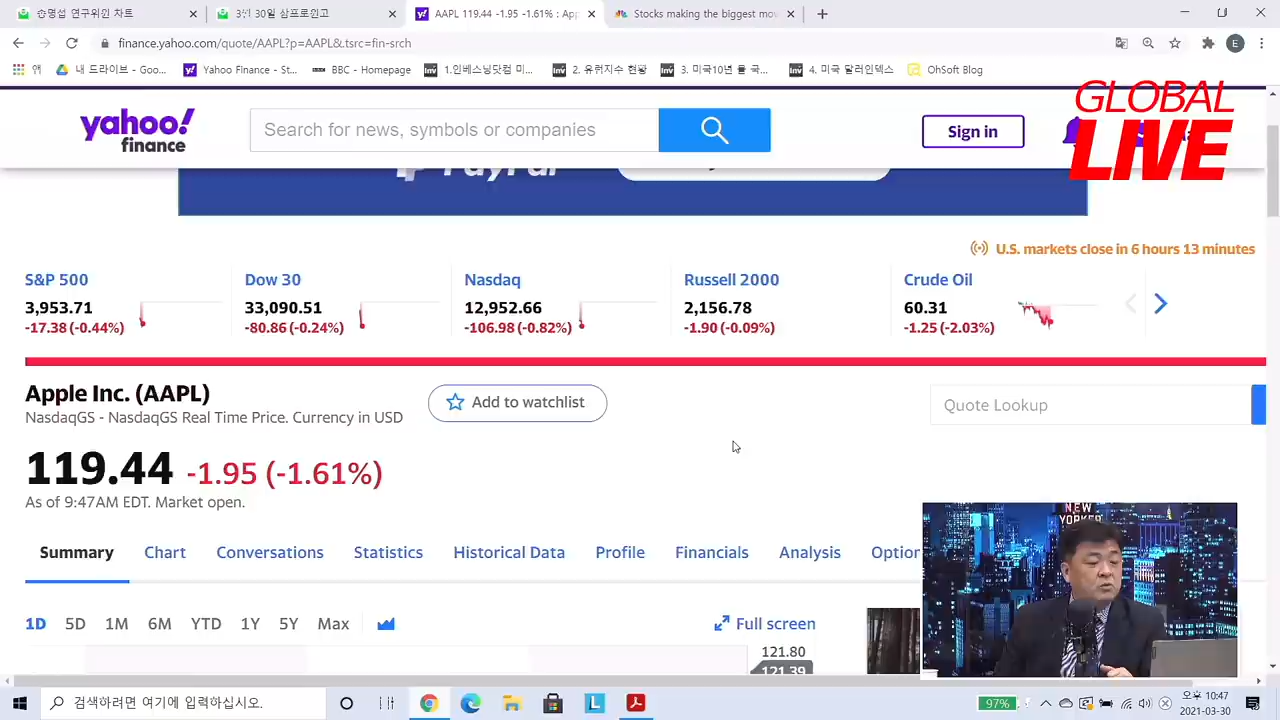 승명섭 연구위원 차트
3월 30일 삼프로원고
AAPL 119.44 -1.95 -1.61% : App
Stocks making the biggest mov
finance.yahoo.com/quote/AAPL?p=AAPL&.tsrc=fin-srch
E
앱
내 드라이브 - Goo...
Yahoo Finance - St...
BBC - Homepage
1.인베스닝닷컴 미...
2. 유뤼지수 현황
3. 미국10년 뮬 국...
4. 미국 달러인덱스
OhSoft Blog
GLOBAL
LIVE
yahoo!
finance
Search for news, symbols or companies
Sign in
PayPal
U.S. markets close in 6 hours 13 minutes
S&P 500
3,953.71
-17.38 (-0.44%)
Dow 30
33,090.51
-80.86 (-0.24%)
Nasdaq
12,952.66
-106.98 (-0.82%)
Russell 2000
2,156.78
-1.90 (-0.09%)
Crude Oil
60.31
-1.25 (-2.03%)
Apple Inc. (AAPL)
NasdaqGS - NasdaqGS Real Time Price. Currency in USD
Add to watchlist
Quote Lookup
119.44 -1.95 (-1.61%)
As of 9:47AM EDT. Market open.
NEW
YORKER
Summary
Chart
Conversations
Statistics
Historical Data
Profile
Financials
Analysis
Option
1D
5D
1M
6M
YTD
1Y
5Y
Max
Full screen
121.80
121.39
검색하려면 여기에 입력하십시오.
97%
오후 10:47
2021-03-30